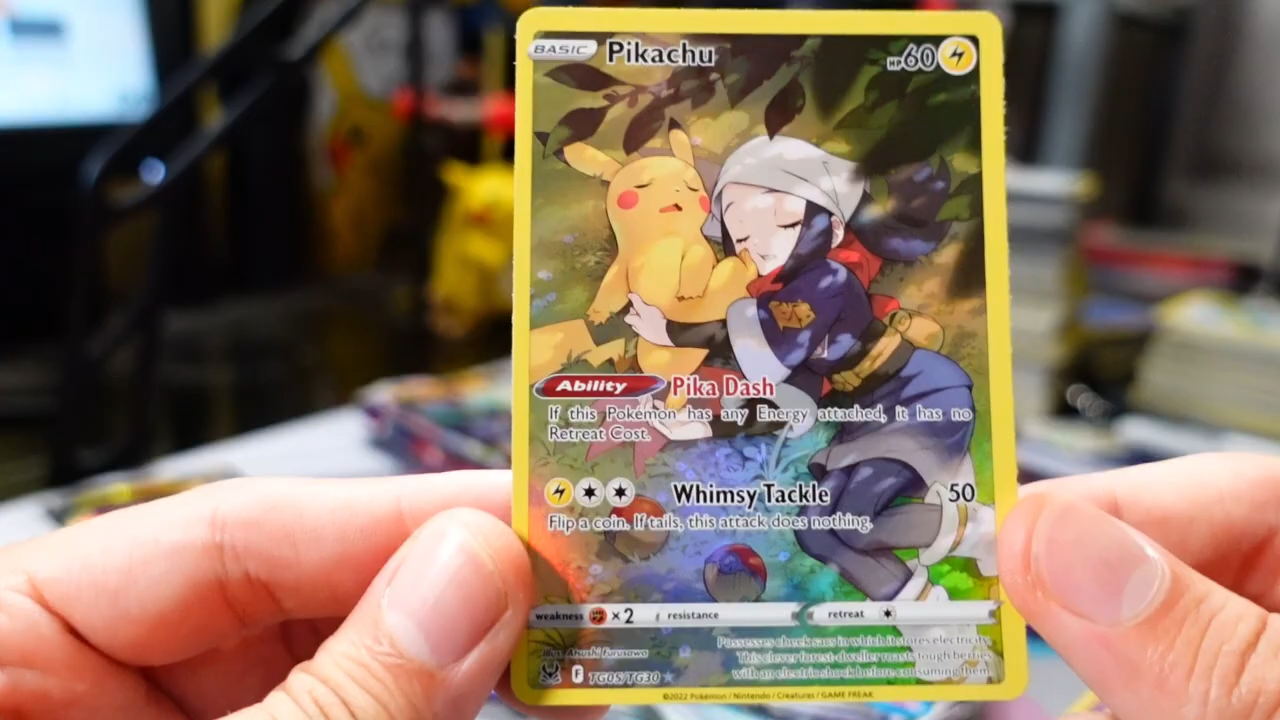 BASIC Pikachu HP 60
Ability Pika Dash
If this Pokémon has any Energy attached, it has no
Retreat Cost.
Whimsy Tackle 50
Flip a coin. If tails, this attack does nothing.
weakness ×2 resistance retreat
Possesses cheek sacs in which it stores electricity.
This clever forest-dweller roasts tough berries
with an electric shock before consuming them.
Illus. Atsushi Furusawa
F TG05/TG30
©2022 Pokémon / Nintendo / Creatures / GAME FREAK